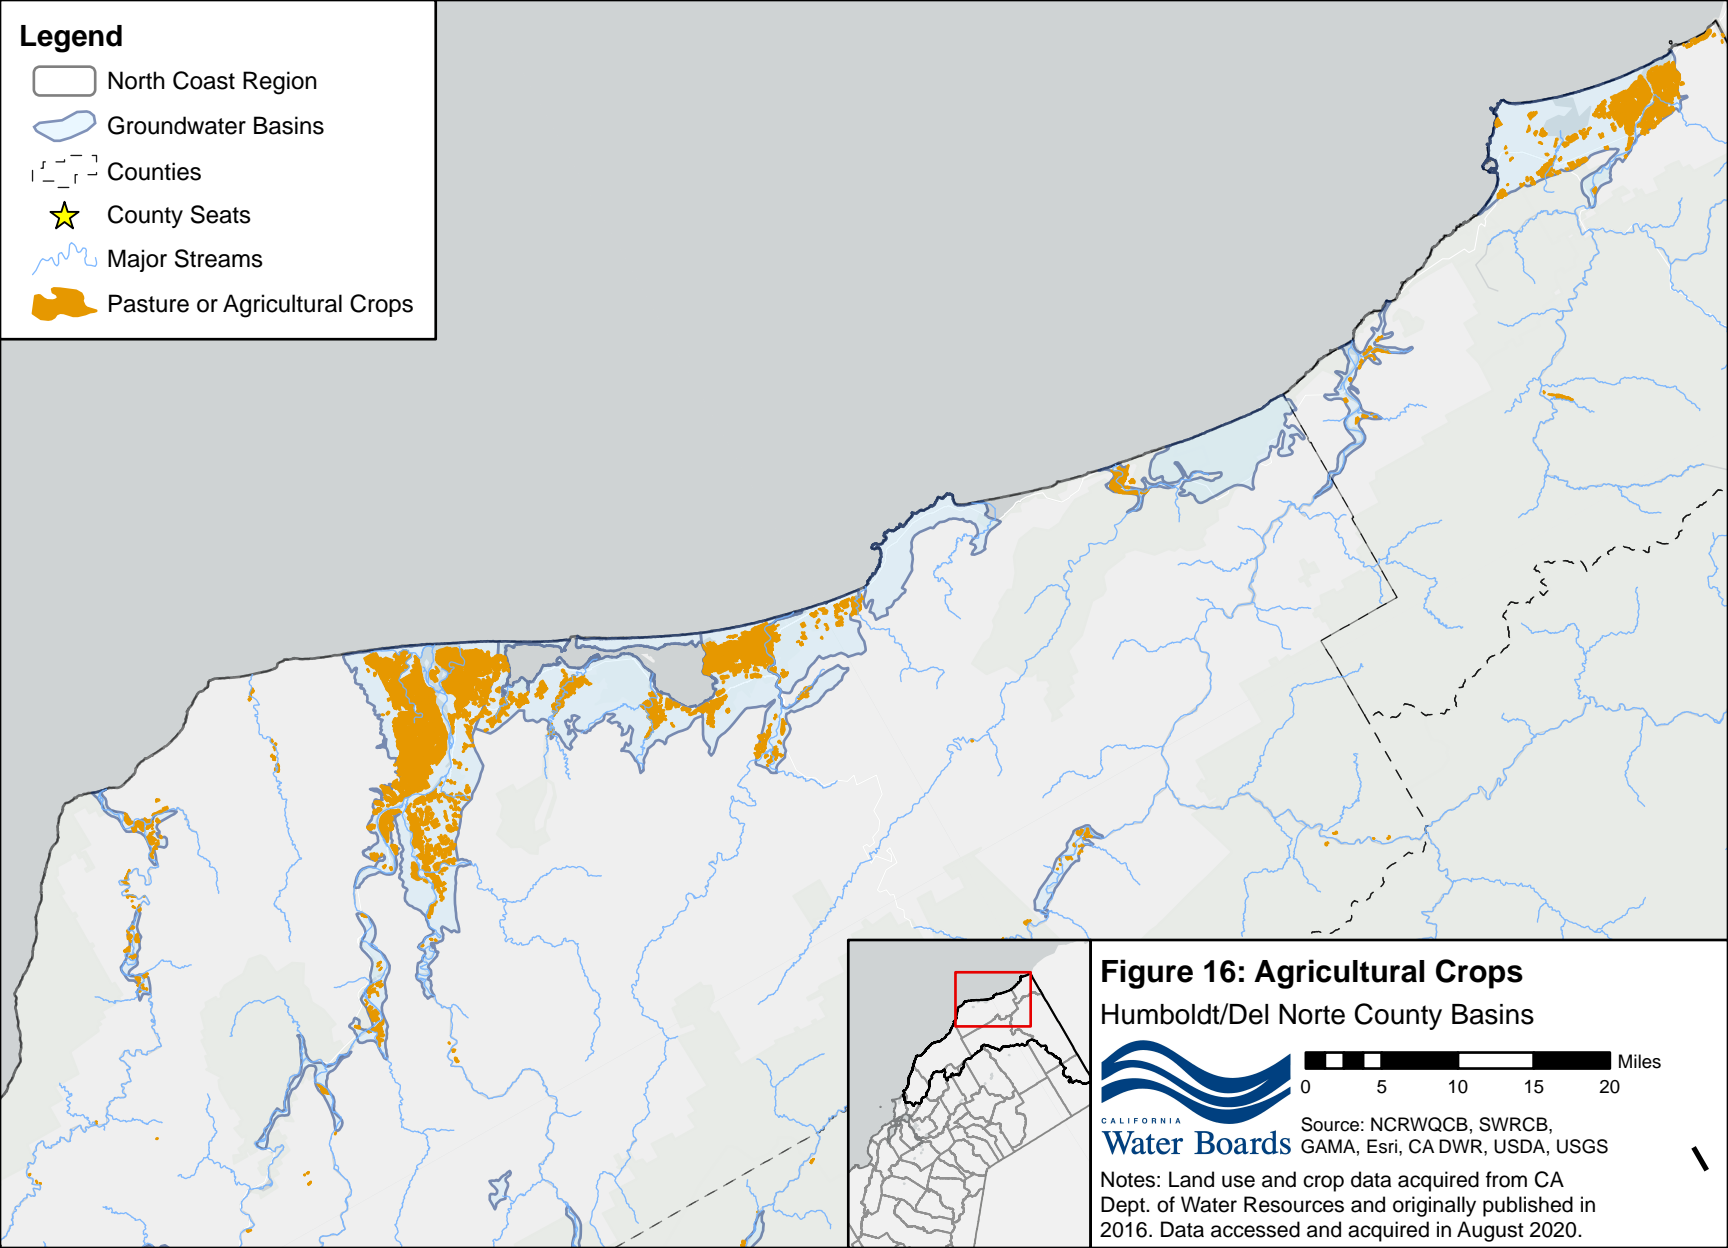 Legend
North Coast Region
Groundwater Basins
Counties
County Seats
Major Streams
Pasture or Agricultural Crops
Figure 16: Agricultural Crops
Humboldt/Del Norte County Basins
CALIFORNIA
Water Boards
Miles
0 5 10 15 20
Source: NCRWQCB, SWRCB,
GAMA, Esri, CA DWR, USDA, USGS
Notes: Land use and crop data acquired from CA
Dept. of Water Resources and originally published in
2016. Data accessed and acquired in August 2020.